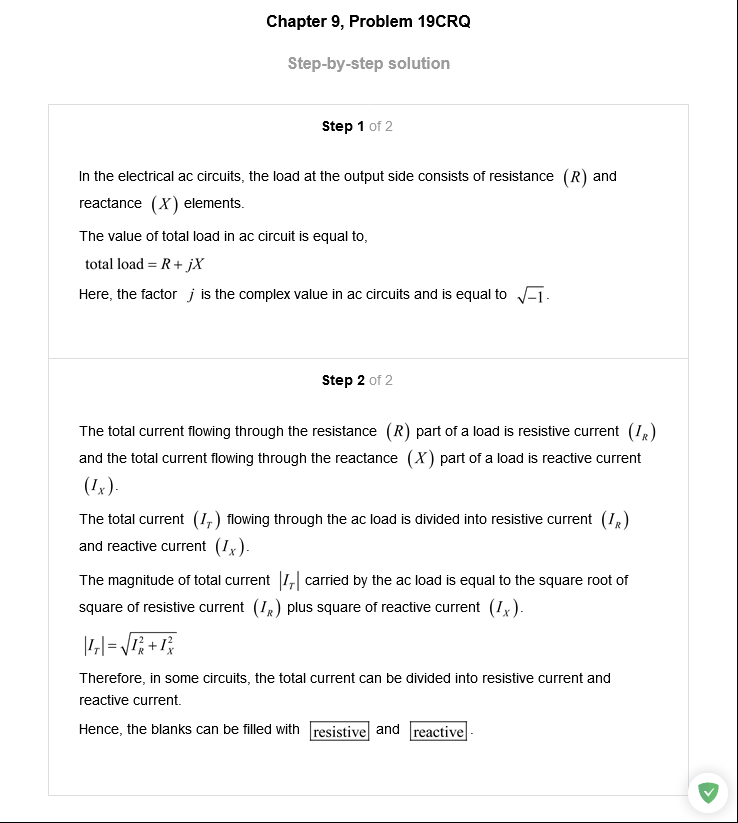 Chapter 9, Problem 19CRQ
Step-by-step solution
Step 1 of 2
In the electrical ac circuits, the load at the output side consists of resistance (R) and
reactance (X) elements.
The value of total load in ac circuit is equal to,
total load = R + jX
Here, the factor j is the complex value in ac circuits and is equal to √−1.
Step 2 of 2
The total current flowing through the resistance (R) part of a load is resistive current (I_R)
and the total current flowing through the reactance (X) part of a load is reactive current
(I_X).
The total current (I_T) flowing through the ac load is divided into resistive current (I_R)
and reactive current (I_X).
The magnitude of total current |I_T| carried by the ac load is equal to the square root of
square of resistive current (I_R) plus square of reactive current (I_X).
|I_T| = √(I_R^2 + I_X^2)
Therefore, in some circuits, the total current can be divided into resistive current and
reactive current.
Hence, the blanks can be filled with resistive and reactive.